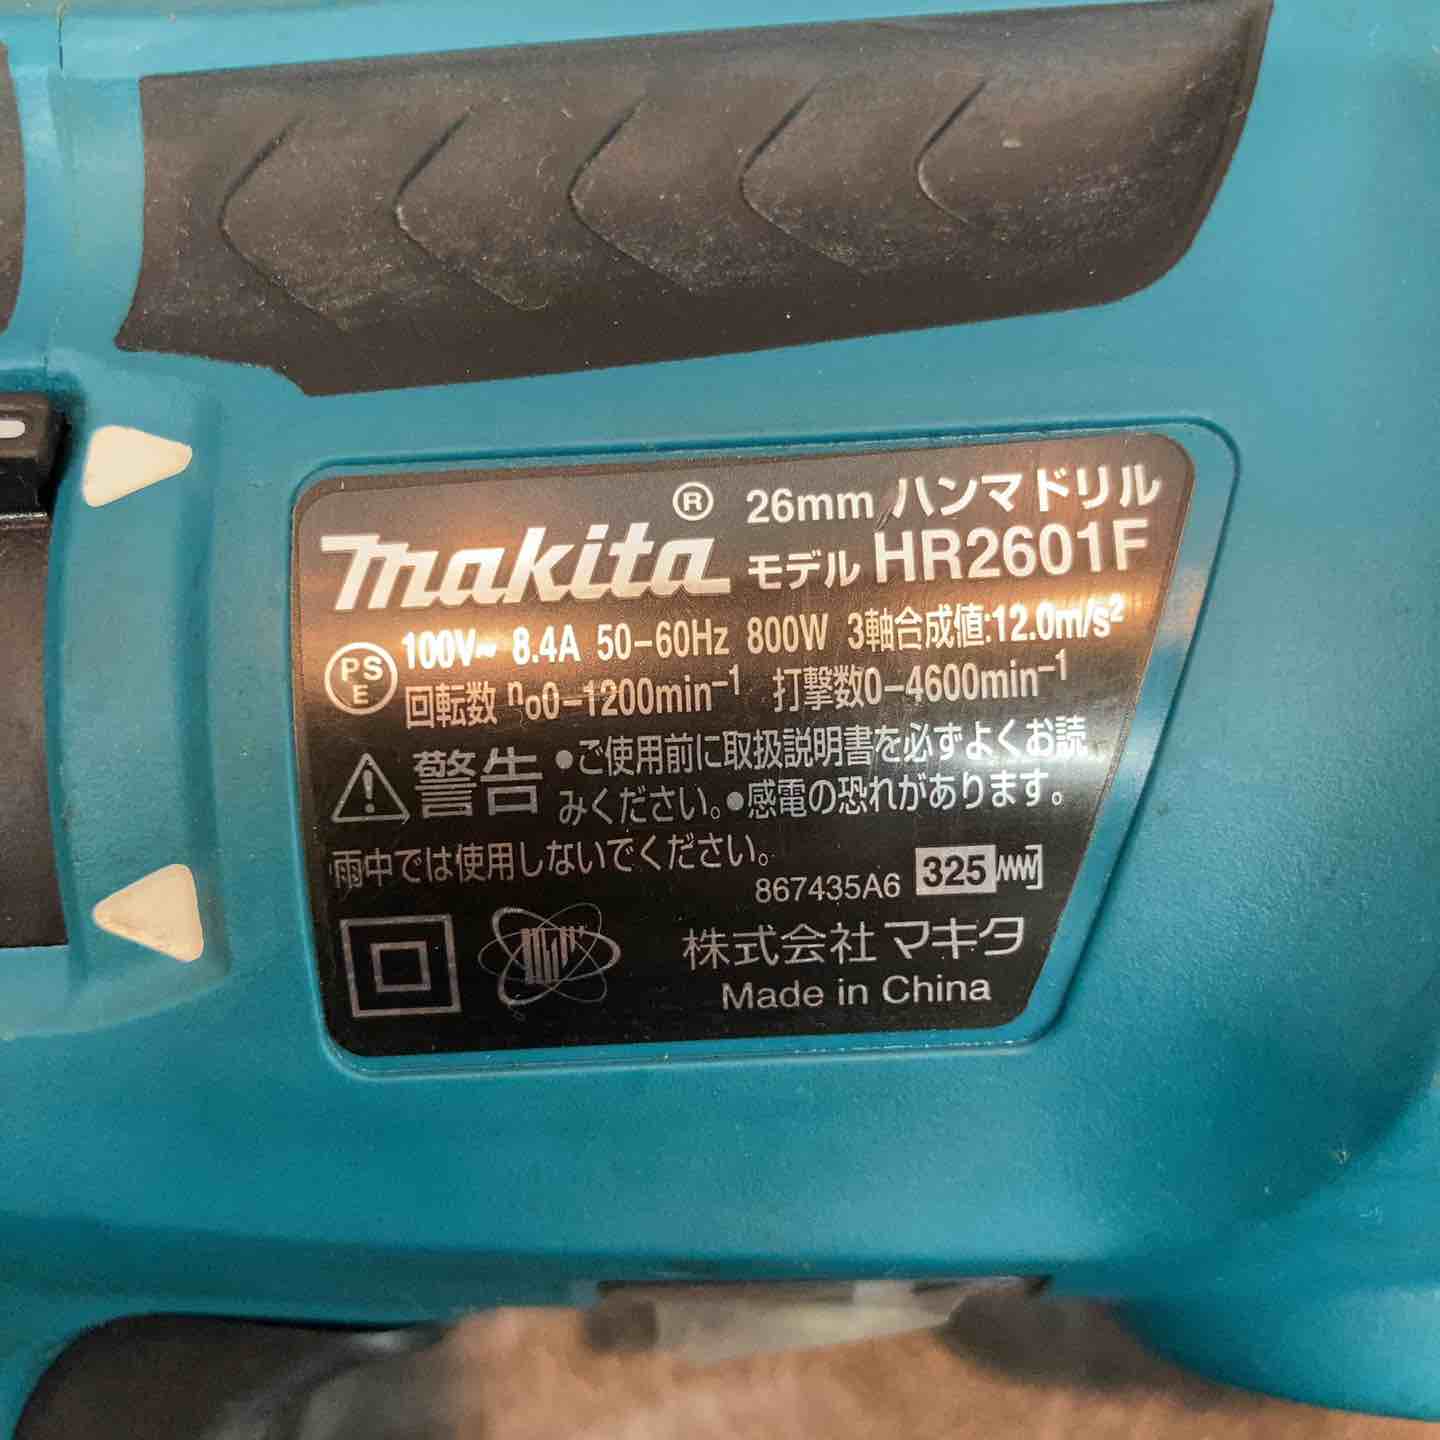 makita® 26mm ハンマドリル
モデル HR2601F
PSE 100V~ 8.4A 50-60Hz 800W 3軸合成値:12.0m/s²
回転数 n₀0-1200min⁻¹ 打撃数0-4600min⁻¹
⚠警告 •ご使用前に取扱説明書を必ずよくお読
みください。•感電の恐れがあります。
雨中では使用しないでください。
867435A6 325
株式会社マキタ
Made in China